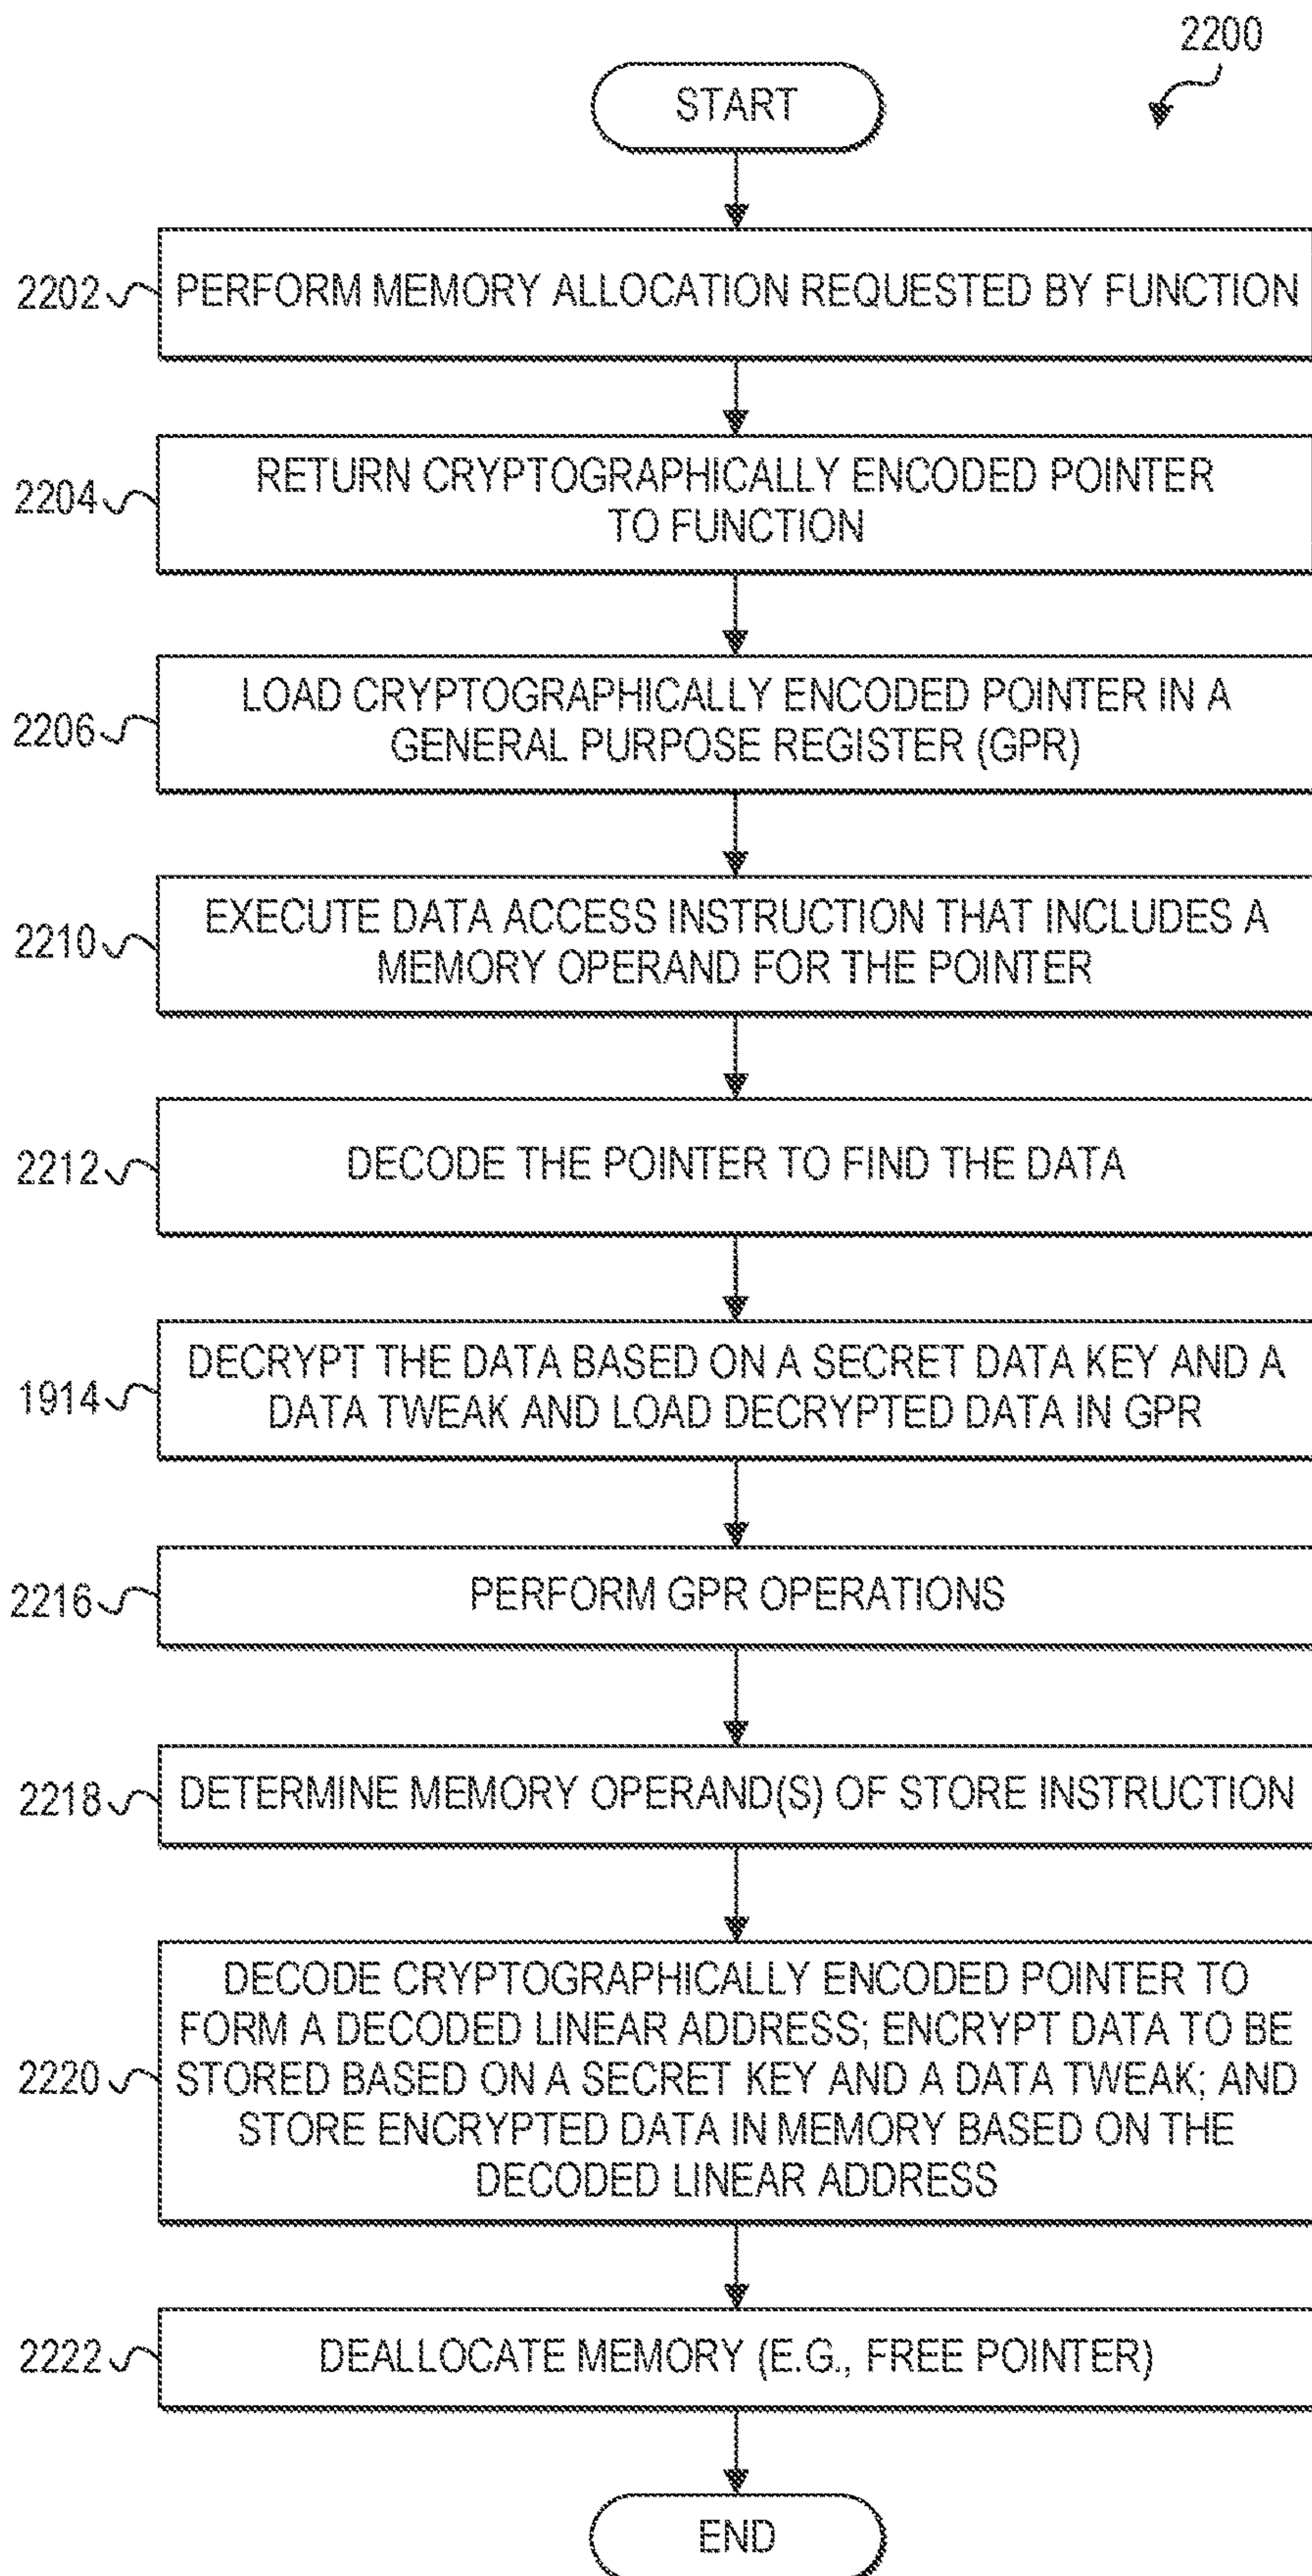 2200
START
2202
PERFORM MEMORY ALLOCATION REQUESTED BY FUNCTION
2204
RETURN CRYPTOGRAPHICALLY ENCODED POINTER
TO FUNCTION
2206
LOAD CRYPTOGRAPHICALLY ENCODED POINTER IN A
GENERAL PURPOSE REGISTER (GPR)
2210
EXECUTE DATA ACCESS INSTRUCTION THAT INCLUDES A
MEMORY OPERAND FOR THE POINTER
2212
DECODE THE POINTER TO FIND THE DATA
1914
DECRYPT THE DATA BASED ON A SECRET DATA KEY AND A
DATA TWEAK AND LOAD DECRYPTED DATA IN GPR
2216
PERFORM GPR OPERATIONS
2218
DETERMINE MEMORY OPERAND(S) OF STORE INSTRUCTION
2220
DECODE CRYPTOGRAPHICALLY ENCODED POINTER TO
FORM A DECODED LINEAR ADDRESS; ENCRYPT DATA TO BE
STORED BASED ON A SECRET KEY AND A DATA TWEAK; AND
STORE ENCRYPTED DATA IN MEMORY BASED ON THE
DECODED LINEAR ADDRESS
2222
DEALLOCATE MEMORY (E.G., FREE POINTER)
END